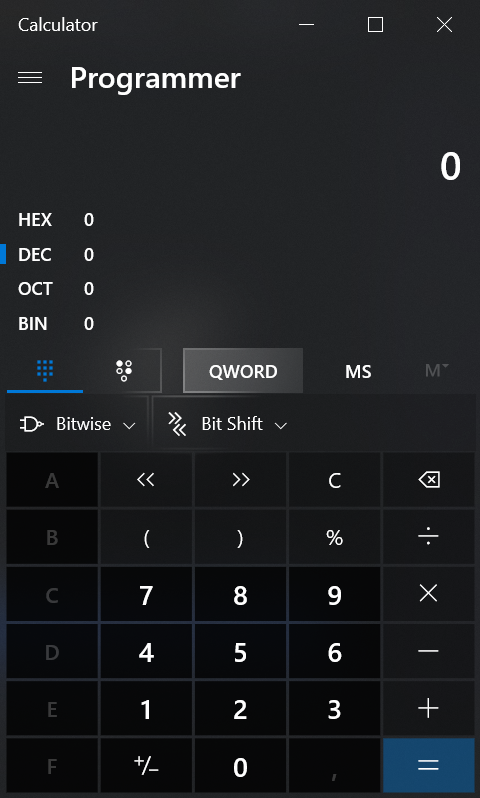 Calculator
Programmer
0
HEX 0
DEC 0
OCT 0
BIN 0
QWORD MS M
Bitwise Bit Shift
A << >> C
B ( ) % ÷
C 7 8 9 ×
D 4 5 6 −
E 1 2 3 +
F +/− 0 , =